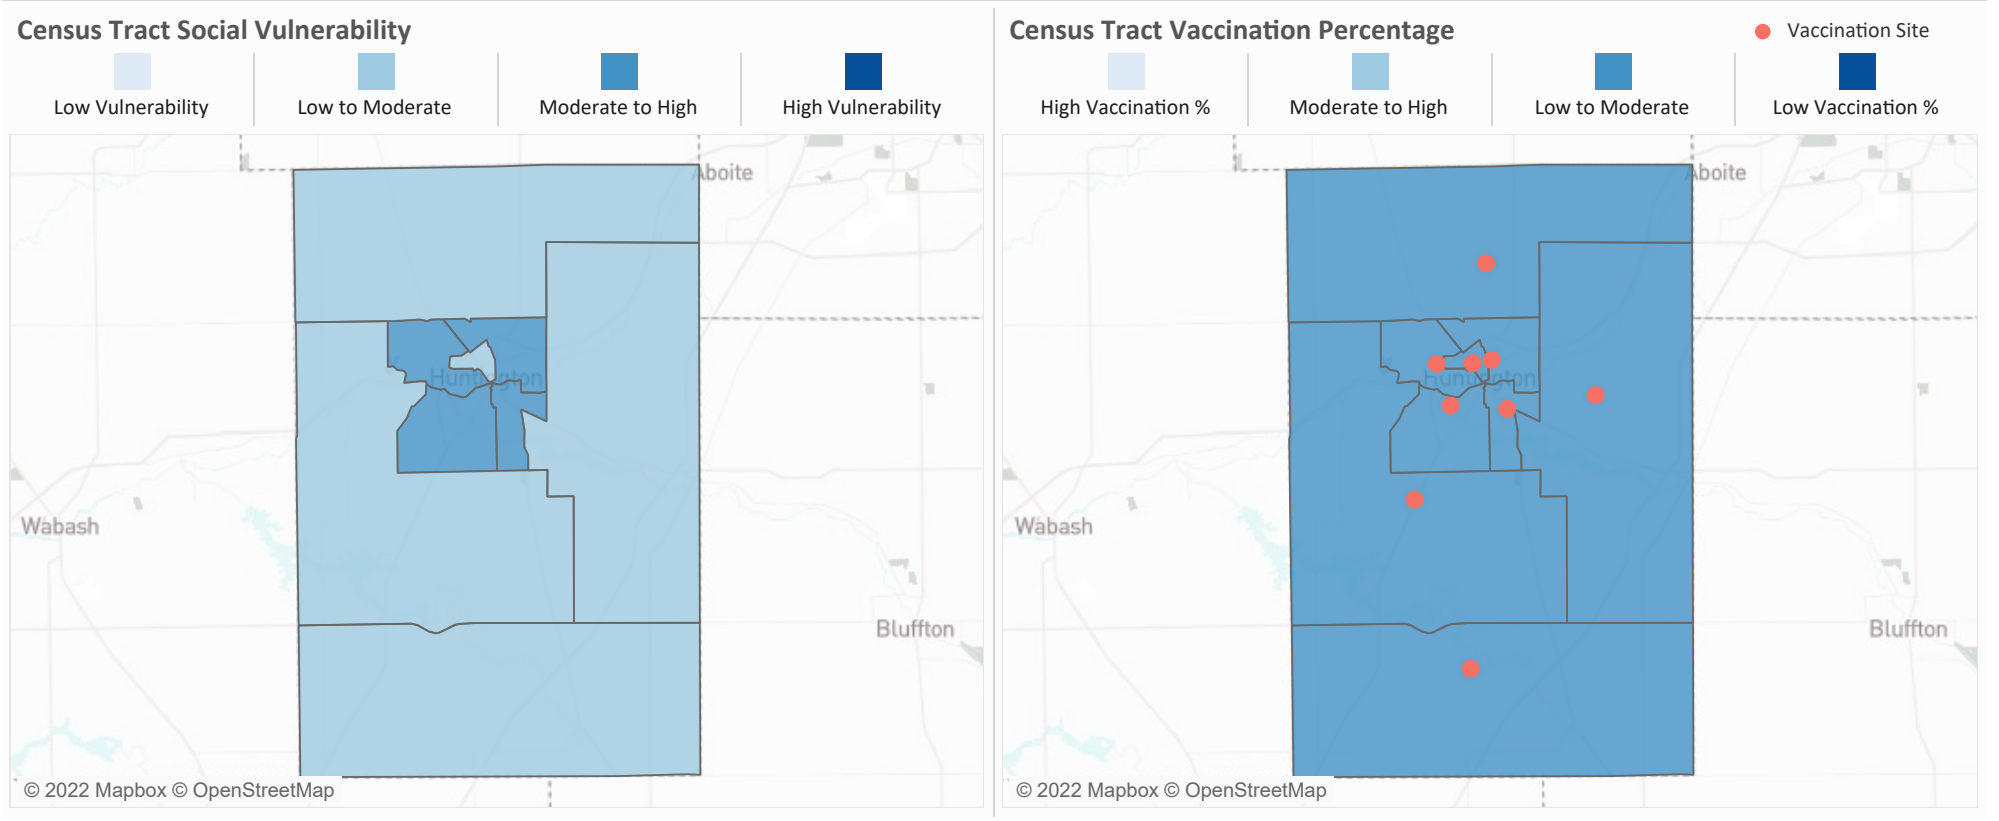 Census Tract Social Vulnerability
Low Vulnerability
Low to Moderate
Moderate to High
High Vulnerability
Aboite
Huntington
Wabash
Bluffton
© 2022 Mapbox © OpenStreetMap
Census Tract Vaccination Percentage
Vaccination Site
High Vaccination %
Moderate to High
Low to Moderate
Low Vaccination %
Aboite
Huntington
Wabash
Bluffton
© 2022 Mapbox © OpenStreetMap